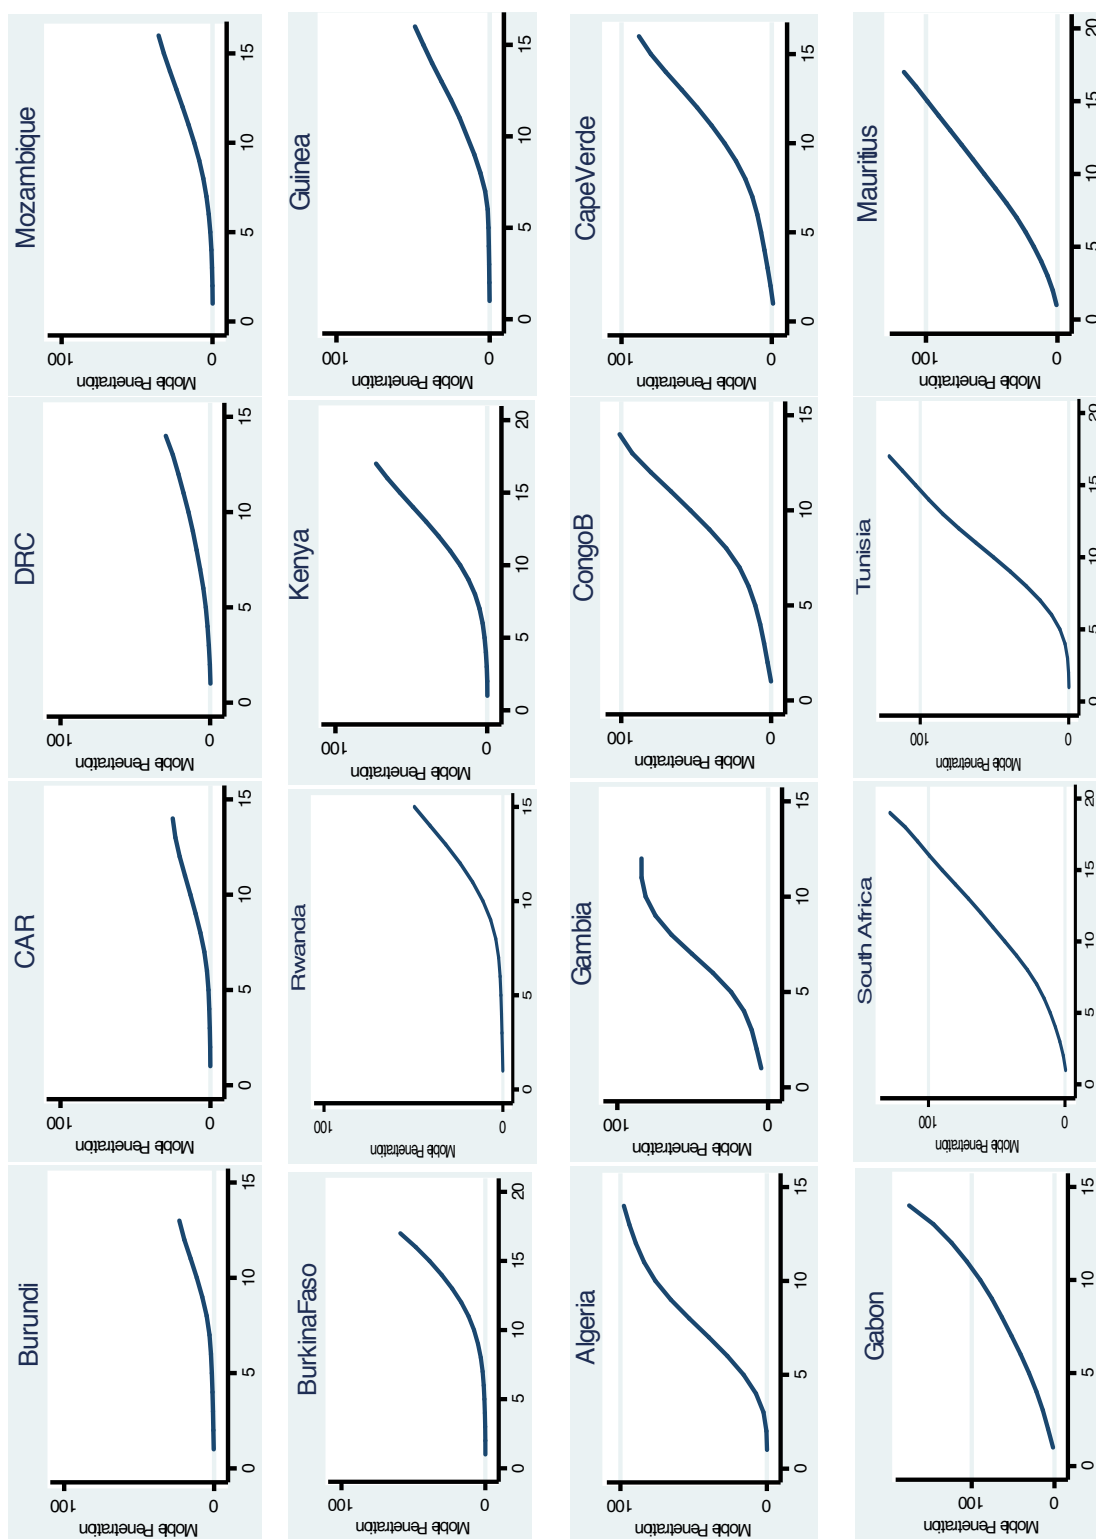 Burundi
Mobile Penetration
100
0
0 5 10 15
CAR
Mobile Penetration
100
0
0 5 10 15
DRC
Mobile Penetration
100
0
0 5 10 15
Mozambique
Mobile Penetration
100
0
0 5 10 15
BurkinaFaso
Mobile Penetration
100
0
0 5 10 15 20
Rwanda
Mobile Penetration
100
0
0 5 10 15
Kenya
Mobile Penetration
100
0
0 5 10 15 20
Guinea
Mobile Penetration
100
0
0 5 10 15
Algeria
Mobile Penetration
100
0
0 5 10 15
Gambia
Mobile Penetration
100
0
0 5 10 15
CongoB
Mobile Penetration
100
0
0 5 10 15
CapeVerde
Mobile Penetration
100
0
0 5 10 15
Gabon
Mobile Penetration
100
0
0 5 10 15
South Africa
Mobile Penetration
100
0
0 5 10 15 20
Tunisia
Mobile Penetration
100
0
0 5 10 15 20
Mauritius
Mobile Penetration
100
0
0 5 10 15 20